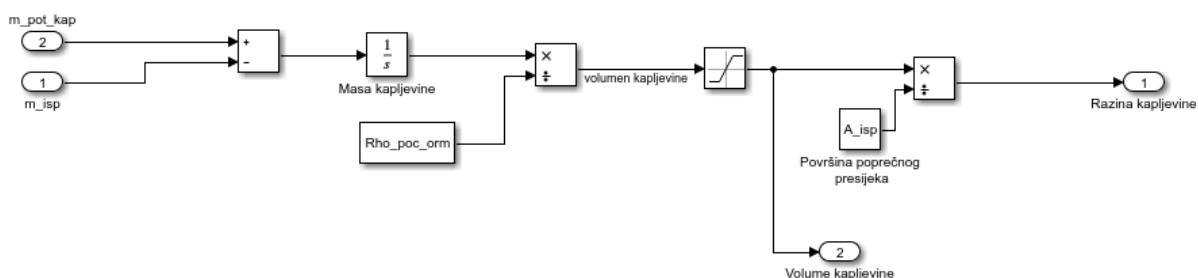 m_pot_kap
2
1
m_isp
+
−
1
s
Masa kapljevine
Rho_poc_orm
×
÷
volumen kapljevine
×
÷
A_isp
Površina poprečnog
presijeka
1
Razina kapljevine
2
Volume kapljevine